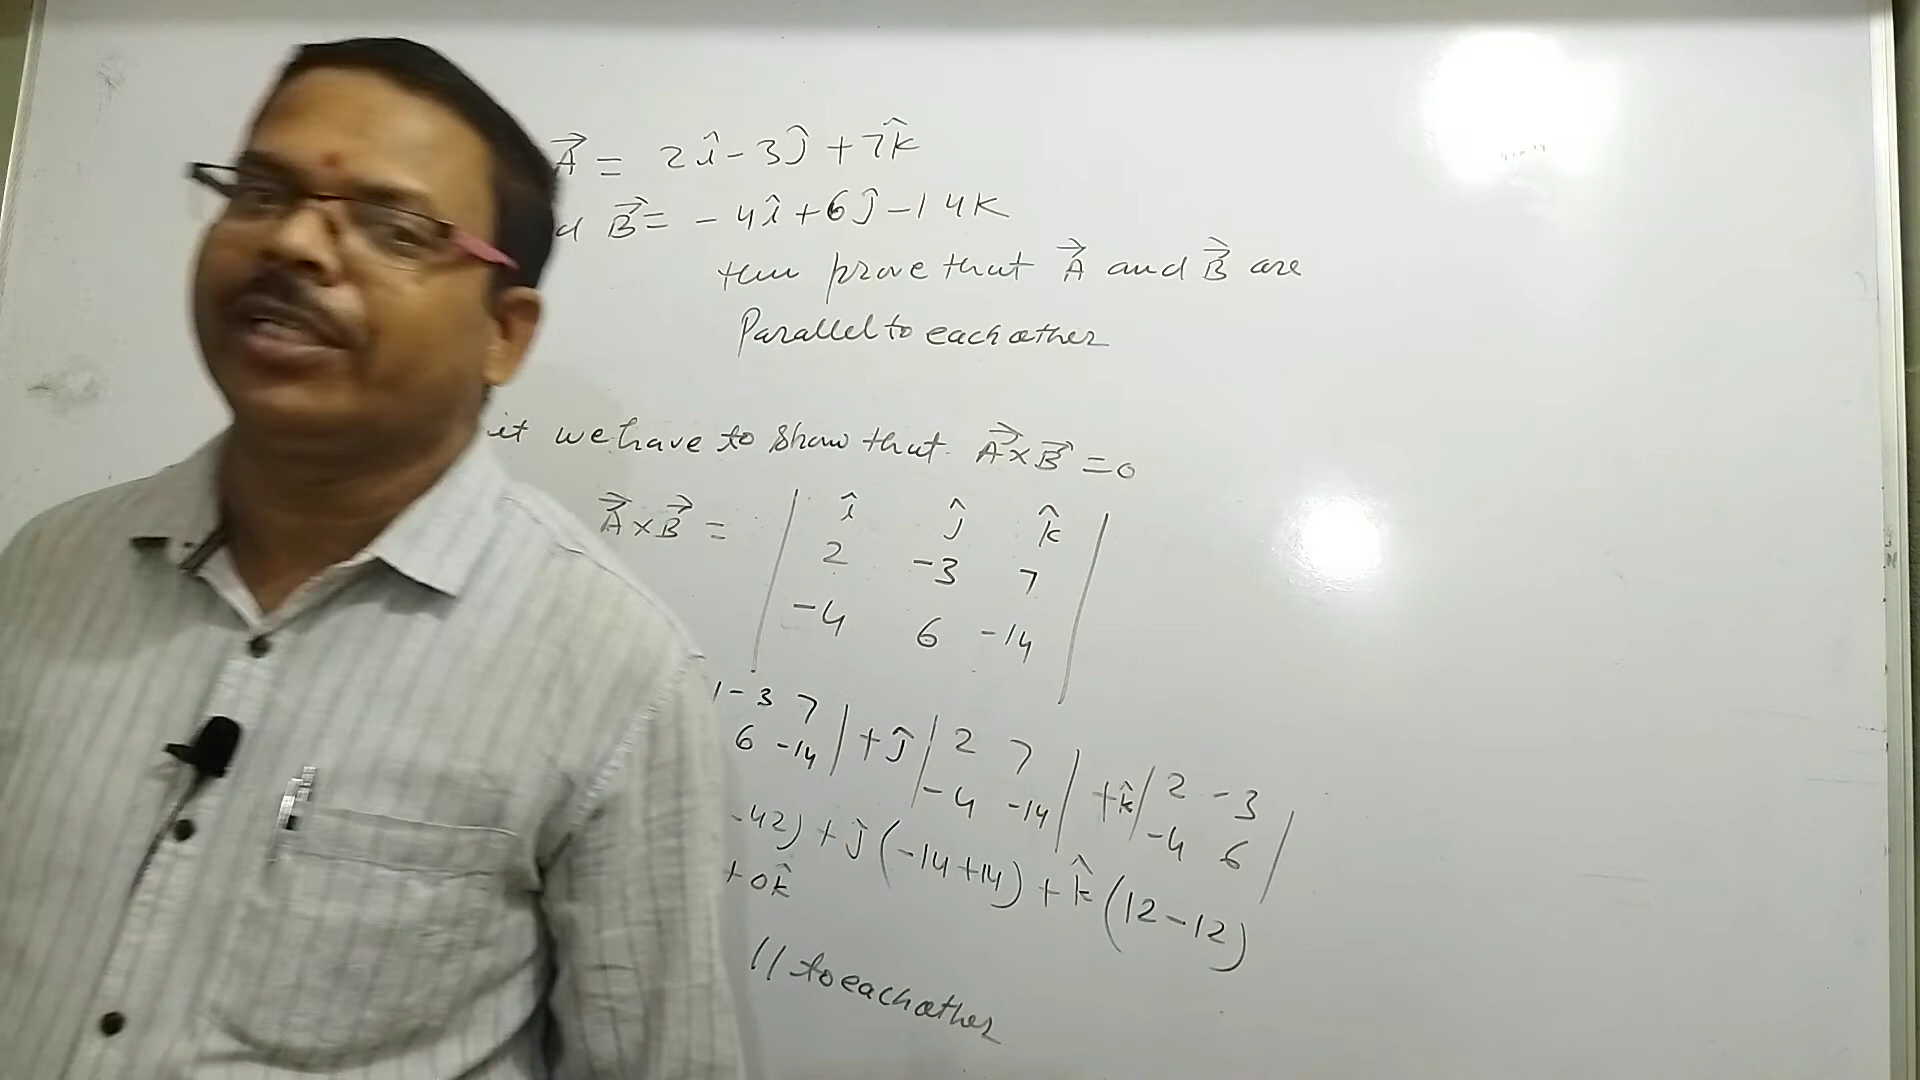 A⃗ = 2î - 3ĵ + 7k̂
d B⃗ = - 4î + 6ĵ - 14k
then prove that A⃗ and B⃗ are
Parallel to each other
it we have to show that A⃗ × B⃗ = 0
A⃗ × B⃗ = | î ĵ k̂ |
2 -3 7
-4 6 -14
| -3 7 | + ĵ | 2 7 | + k̂ | 2 -3 |
6 -14 -4 -14 -4 6
-42) + ĵ (-14 + 14) + k̂ (12 - 12)
+ 0k̂
// to each other